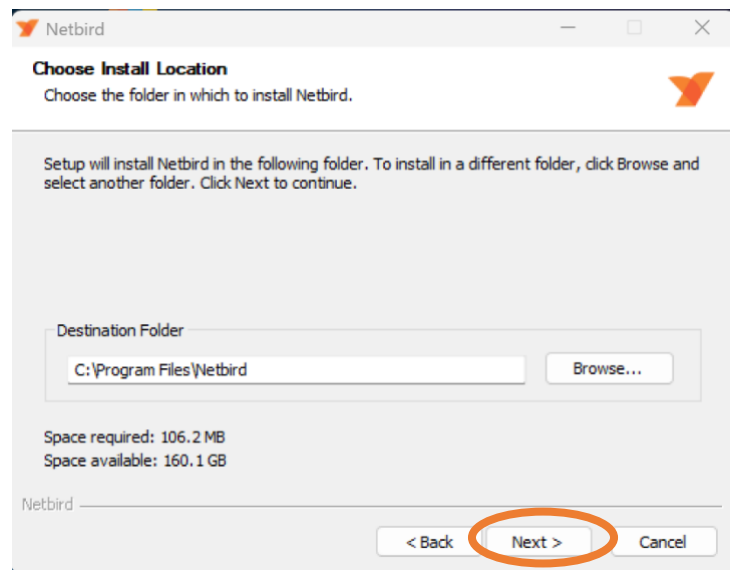 Netbird
Choose Install Location
Choose the folder in which to install Netbird.
Setup will install Netbird in the following folder. To install in a different folder, click Browse and
select another folder. Click Next to continue.
Destination Folder
C:\Program Files\Netbird
Browse...
Space required: 106.2 MB
Space available: 160.1 GB
Netbird
< Back
Next >
Cancel